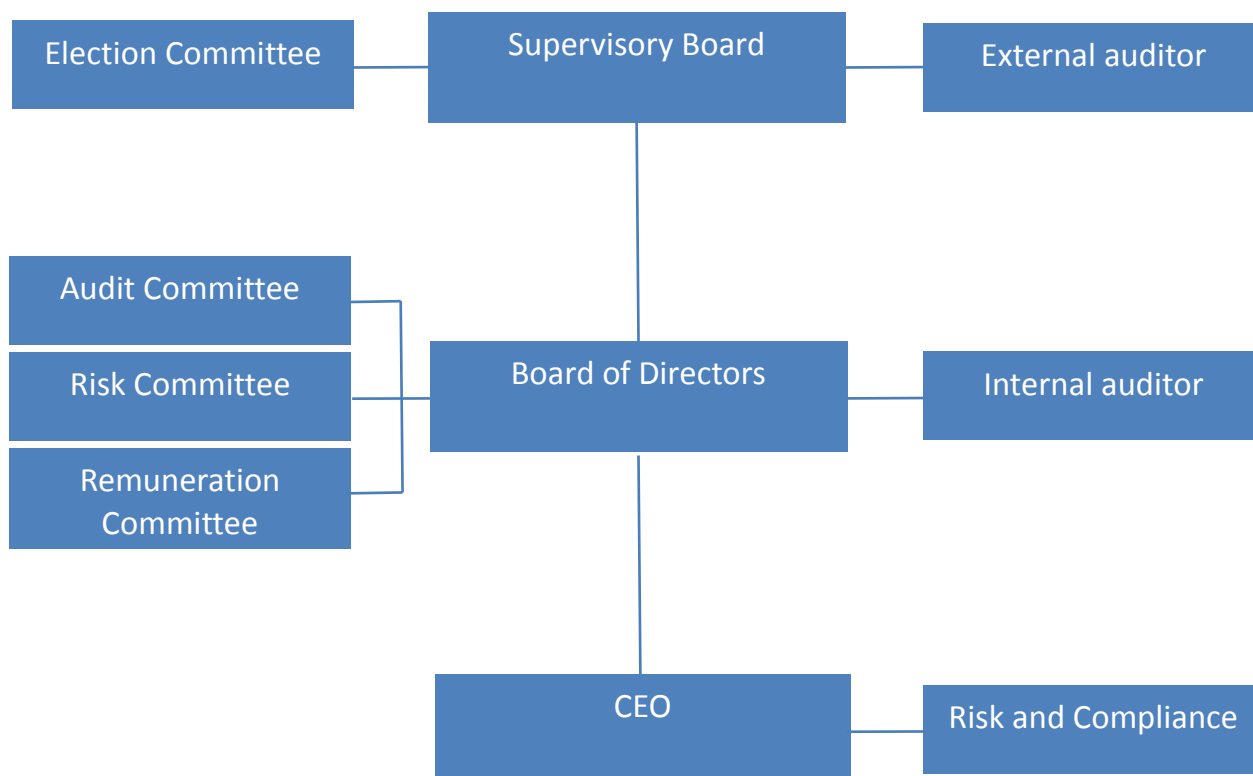 Election Committee
Supervisory Board
External auditor
Audit Committee
Risk Committee
Remuneration
Committee
Board of Directors
Internal auditor
CEO
Risk and Compliance